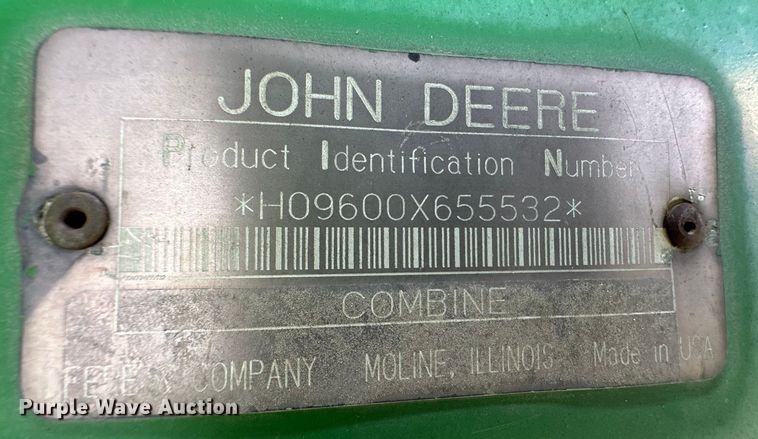 JOHN DEERE
Product Identification Number
*H09600X655532*
COMBINE
COMPANY MOLINE, ILLINOIS Made in USA
Purple Wave Auction